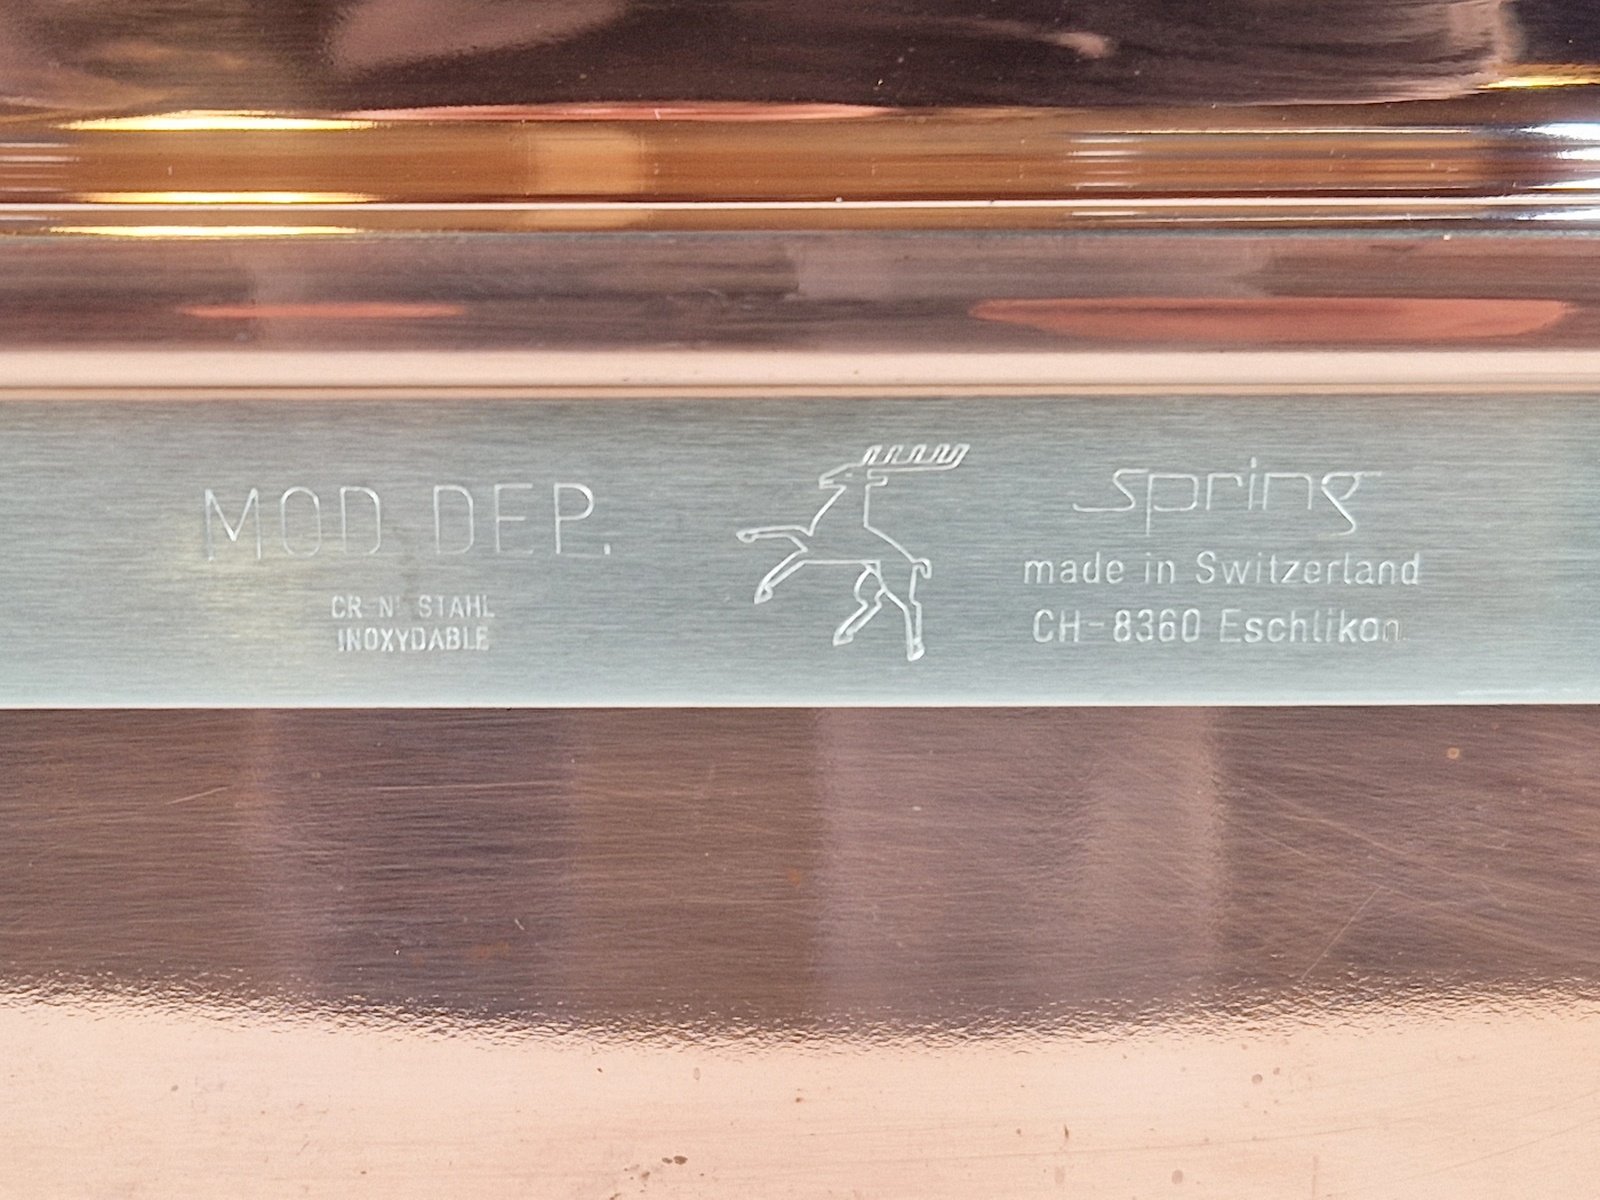 MOD. DEP.
CR-NI STAHL
INOXYDABLE
spring
made in Switzerland
CH-8360 Eschlikon